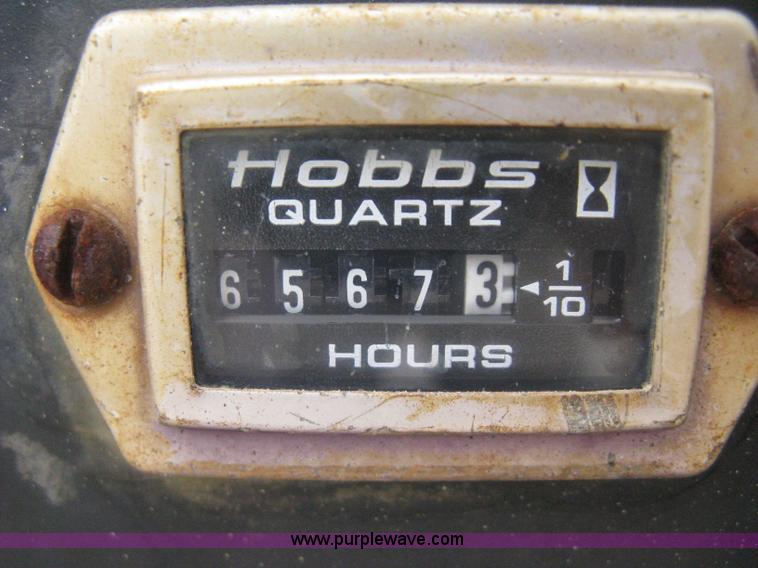 Hobbs
QUARTZ
6 5 6 7 3 ◄ 1/10
HOURS
www.purplewave.com